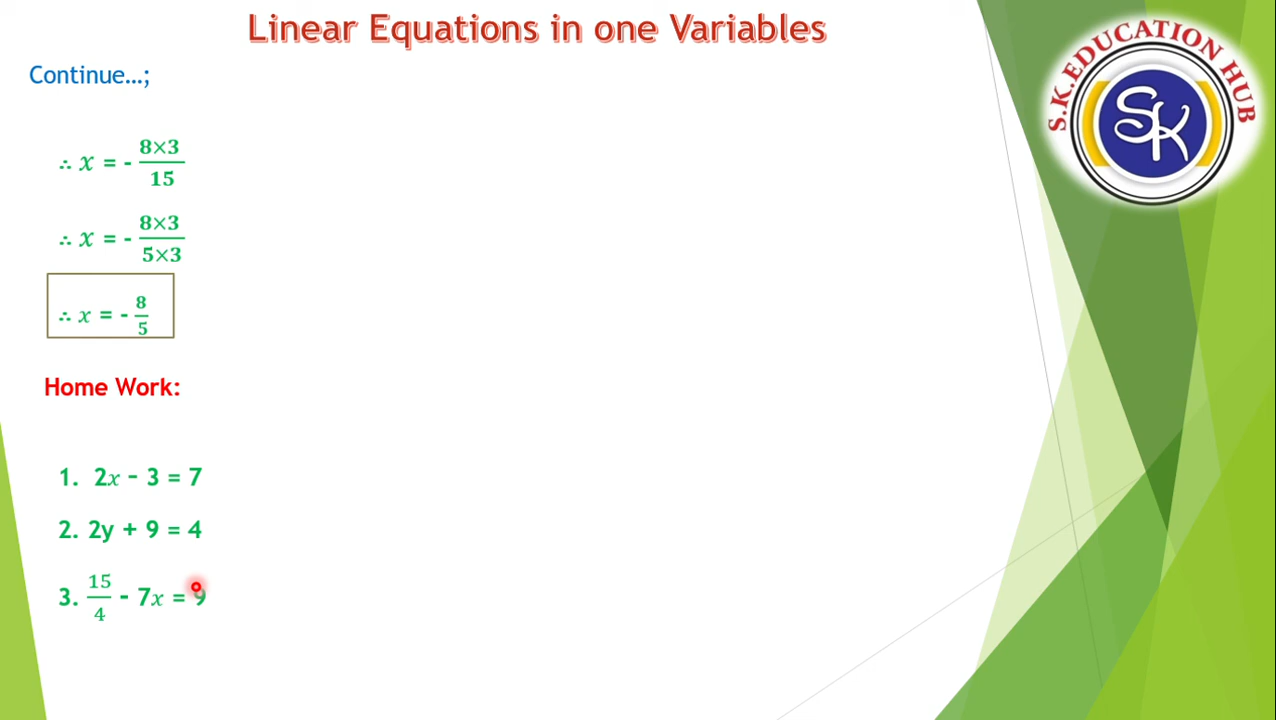 Linear Equations in one Variables
S.K.EDUCATION HUB
SK
Continue...;
∴ x = - 8×3/15
∴ x = - 8×3/5×3
∴ x = - 8/5
Home Work:
1. 2x - 3 = 7
2. 2y + 9 = 4
3. 15/4 - 7x = 9